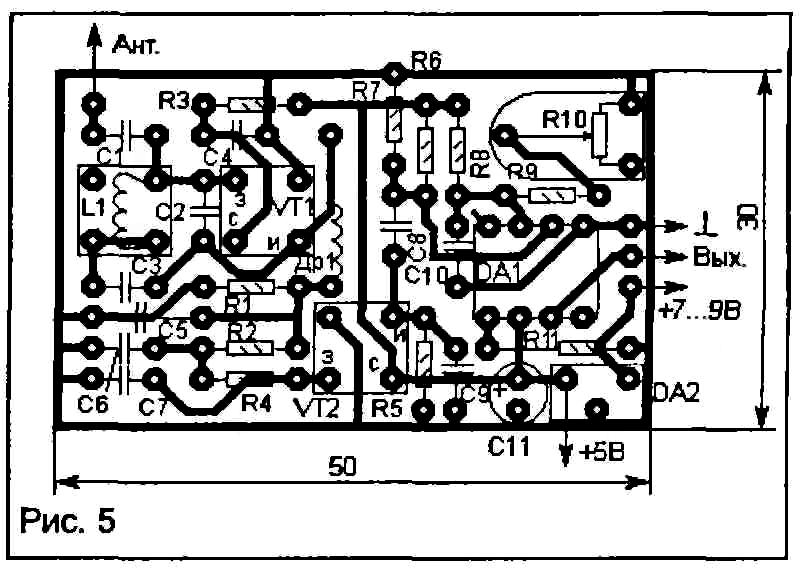 Ант.
R6
R3
R7
R10
C1
C4
R8
R9
L1
C2
З
VT1
С
И
C3
Др1
C8
C10
DA1
⊥
Вых.
+7...9В
30
R1
C5
R2
И
R11
З
С
C6
C7
R4
VT2
R5
C9
+
DA2
C11
+5В
50
Рис. 5